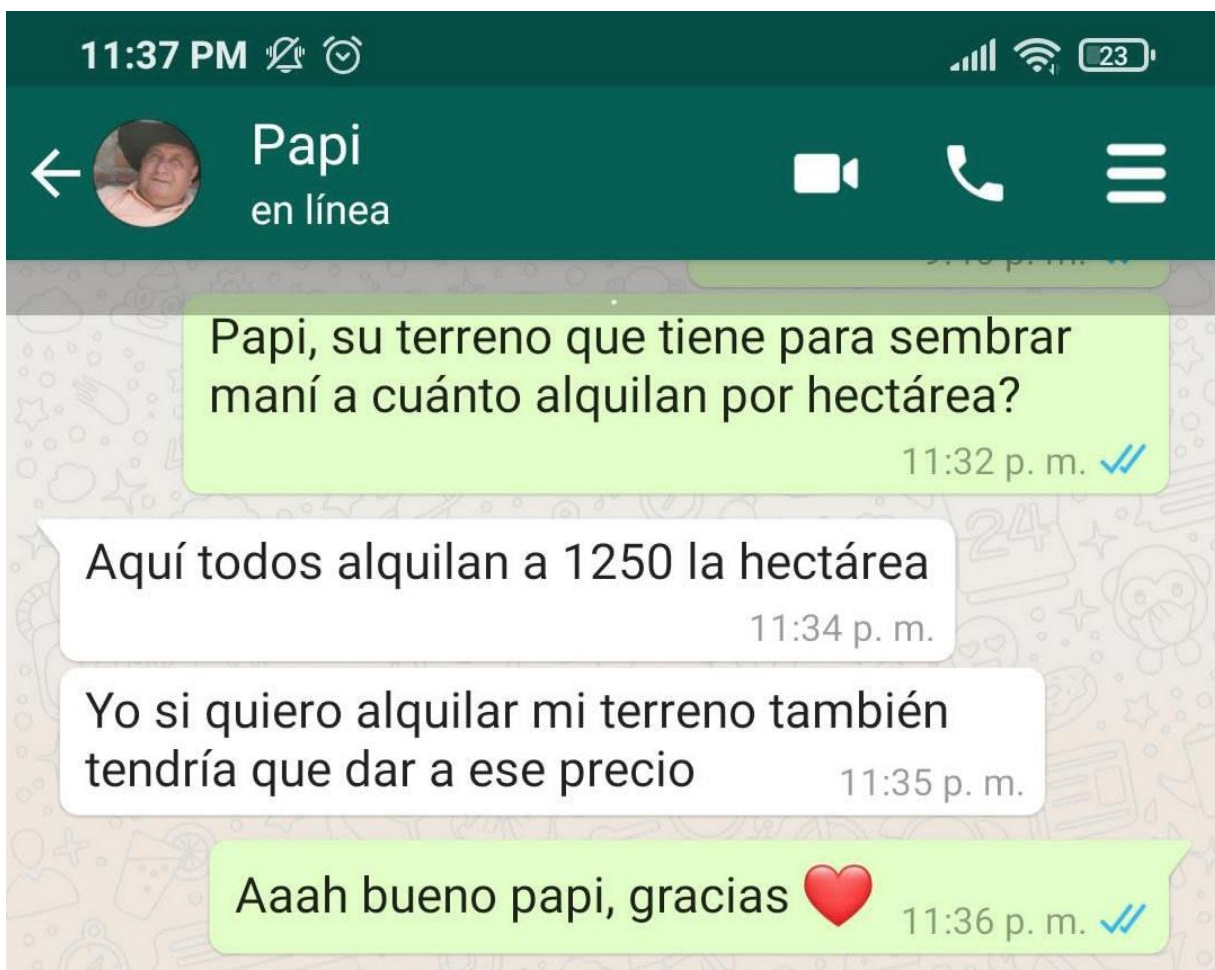 11:37 PM 23
Papi
en línea
Papi, su terreno que tiene para sembrar
maní a cuánto alquilan por hectárea?
11:32 p. m.
Aquí todos alquilan a 1250 la hectárea
11:34 p. m.
Yo si quiero alquilar mi terreno también
tendría que dar a ese precio 11:35 p. m.
Aaah bueno papi, gracias ❤️ 11:36 p. m.